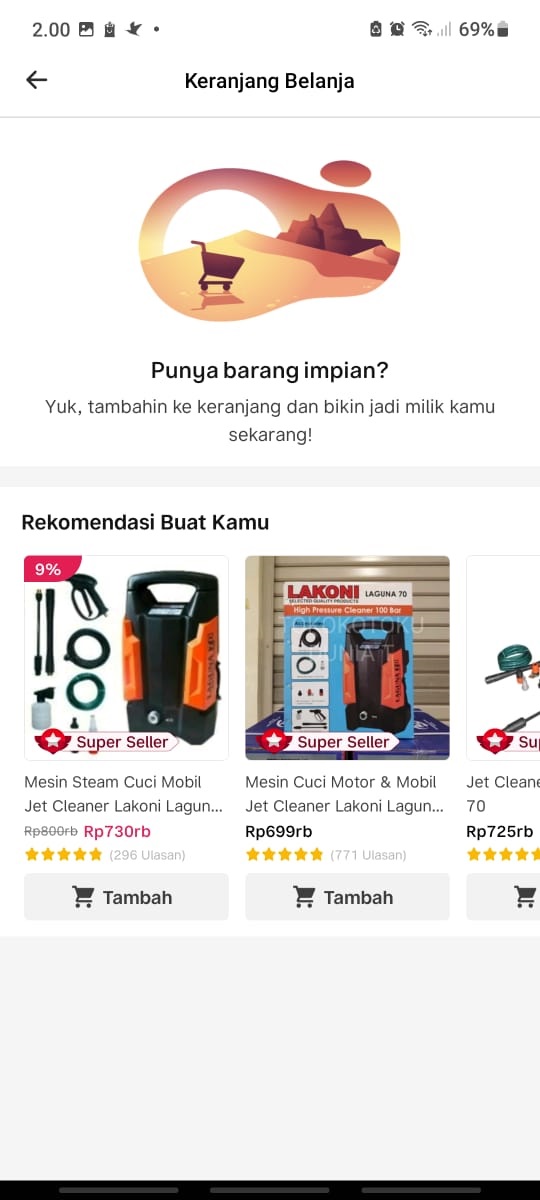 2.00
69%
Keranjang Belanja
Punya barang impian?
Yuk, tambahin ke keranjang dan bikin jadi milik kamu
sekarang!
Rekomendasi Buat Kamu
9%
LAGUNA
Super Seller
Mesin Steam Cuci Mobil
Jet Cleaner Lakoni Lagun...
Rp800rb Rp730rb
(296 Ulasan)
Tambah
LAKONI LAGUNA 70
SELECTED QUALITY PRODUCTS
High Pressure Cleaner 100 Bar
Accessories
Super Seller
Mesin Cuci Motor & Mobil
Jet Cleaner Lakoni Lagun...
Rp699rb
(771 Ulasan)
Tambah
Su
Jet Cleane
70
Rp725rb